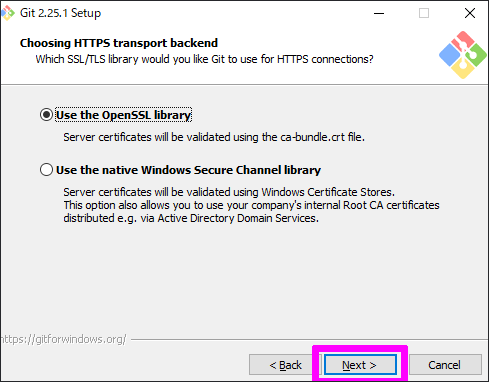 Git 2.25.1 Setup
Choosing HTTPS transport backend
Which SSL/TLS library would you like Git to use for HTTPS connections?
Use the OpenSSL library
Server certificates will be validated using the ca-bundle.crt file.
Use the native Windows Secure Channel library
Server certificates will be validated using Windows Certificate Stores.
This option also allows you to use your company's internal Root CA certificates
distributed e.g. via Active Directory Domain Services.
https://gitforwindows.org/
< Back
Next >
Cancel